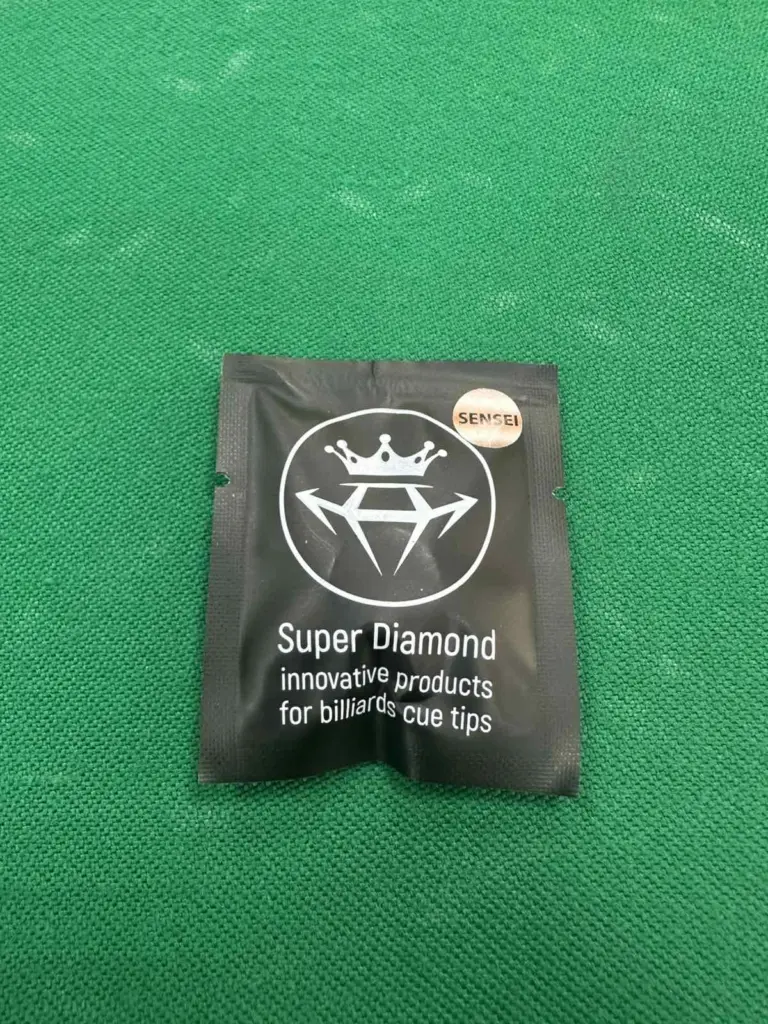 SENSEI
Super Diamond
innovative products
for billiards cue tips